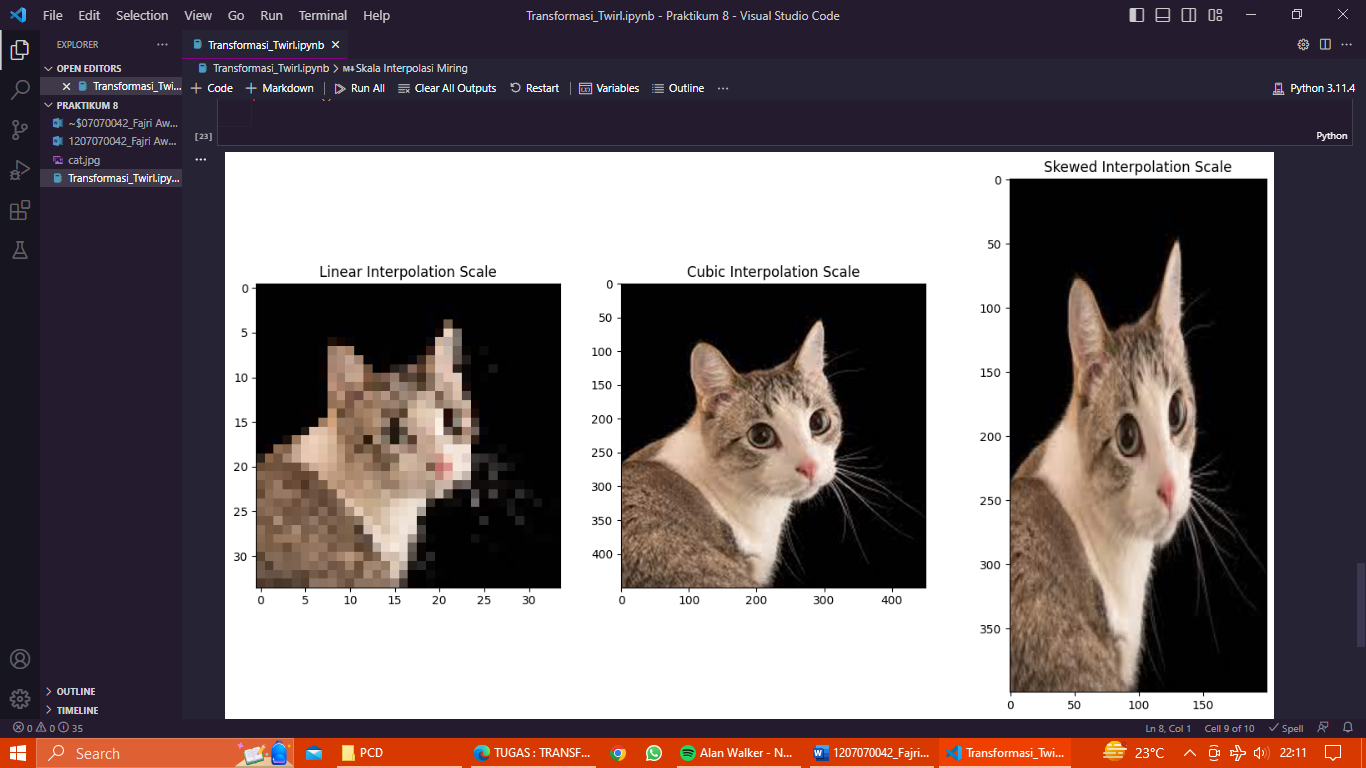 File Edit Selection View Go Run Terminal Help
Transformasi_Twirl.ipynb - Praktikum 8 - Visual Studio Code
EXPLORER
OPEN EDITORS
Transformasi_Twi...
PRAKTIKUM 8
~$07070042_Fajri Aw...
1207070042_Fajri Aw...
cat.jpg
Transformasi_Twirl.ipy...
OUTLINE
TIMELINE
Transformasi_Twirl.ipynb
Transformasi_Twirl.ipynb > M↓Skala Interpolasi Miring
+ Code + Markdown Run All Clear All Outputs Restart Variables Outline ...
Python 3.11.4
[23]
Python
Linear Interpolation Scale
0
5
10
15
20
25
30
0 5 10 15 20 25 30
Cubic Interpolation Scale
0
50
100
150
200
250
300
350
400
0 100 200 300 400
Skewed Interpolation Scale
0
50
100
150
200
250
300
350
0 50 100 150
0 0 35
Ln 8, Col 1 Cell 9 of 10 Spell
Search
PCD
TUGAS : TRANSF...
Alan Walker - N...
1207070042_Fajri...
Transformasi_Twi...
23°C
22:11